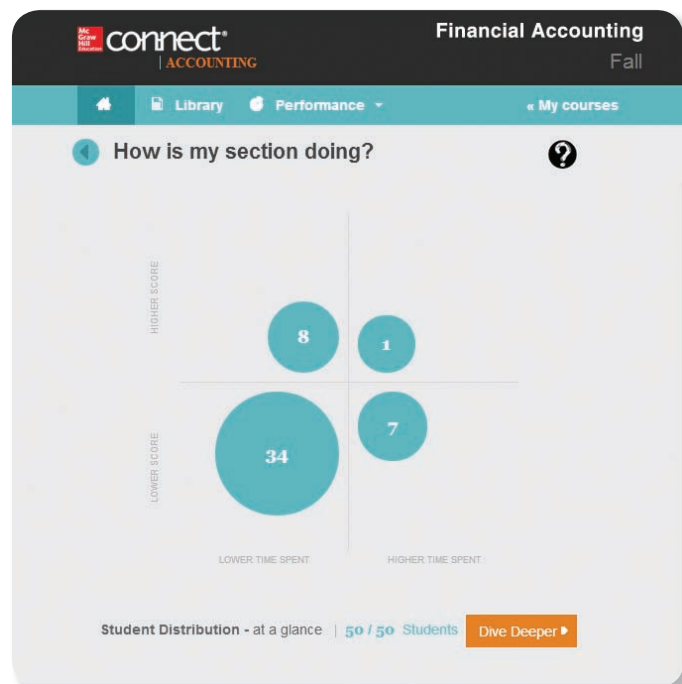 Mc
Graw
Hill
Education
connect®
| ACCOUNTING
Financial Accounting
Fall
Library
Performance
« My courses
How is my section doing?
?
HIGHER SCORE
8
1
34
7
LOWER SCORE
LOWER TIME SPENT
HIGHER TIME SPENT
Student Distribution - at a glance | 50 / 50 Students
Dive Deeper